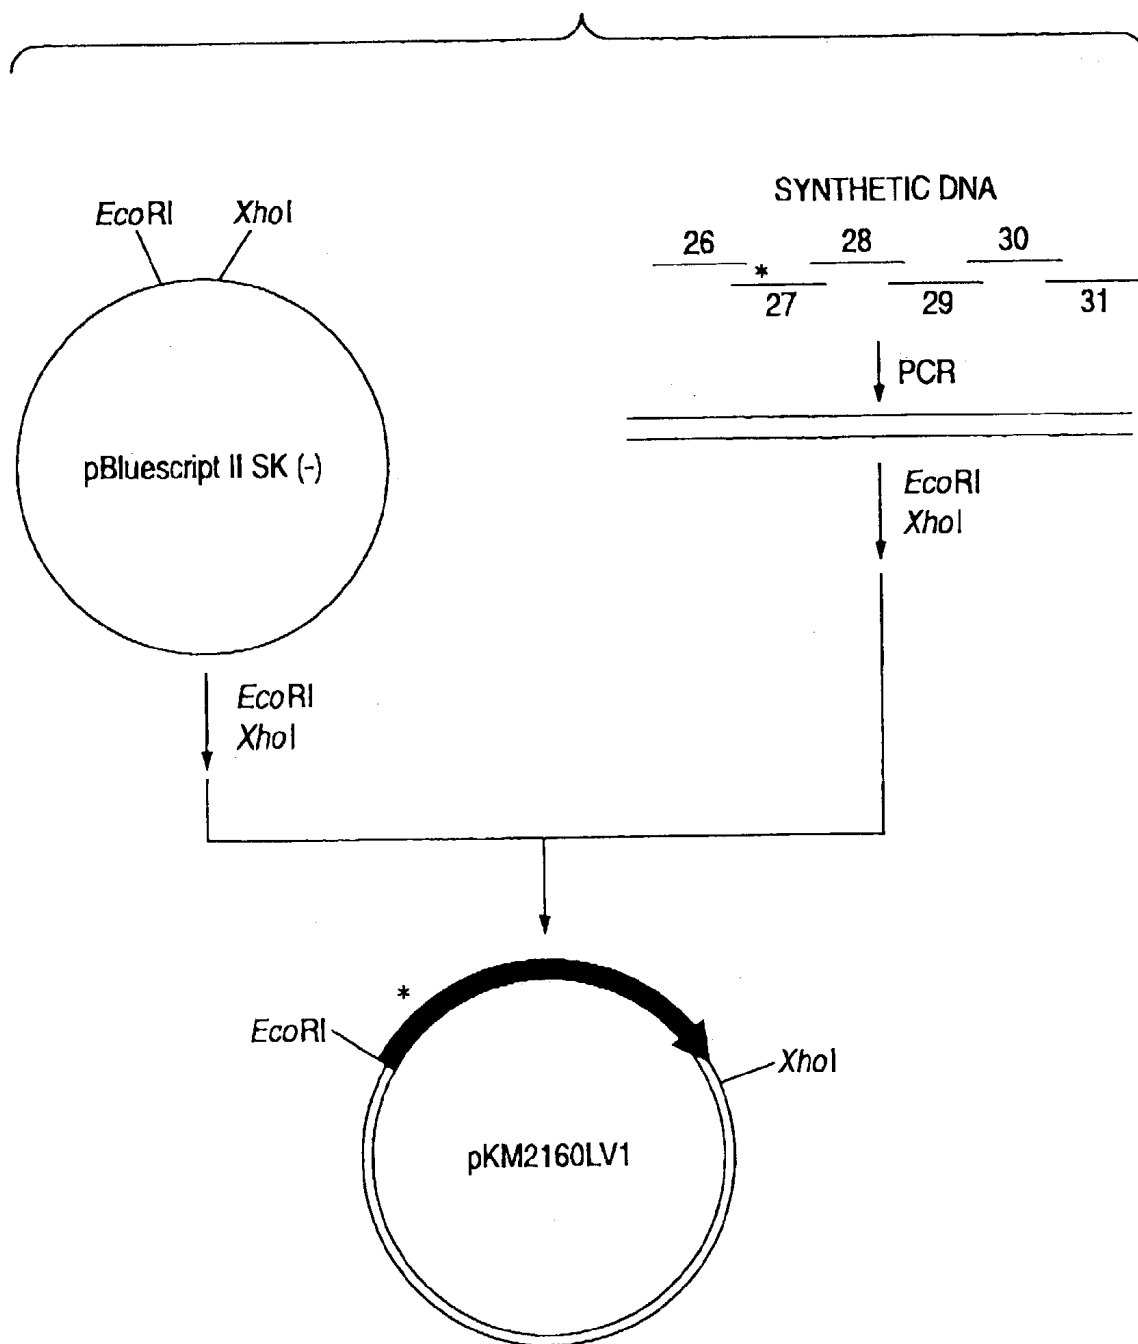 EcoRI XhoI
pBluescript II SK (-)
EcoRI
XhoI
SYNTHETIC DNA
26 28 30
*
27 29 31
PCR
EcoRI
XhoI
*
EcoRI
XhoI
pKM2160LV1